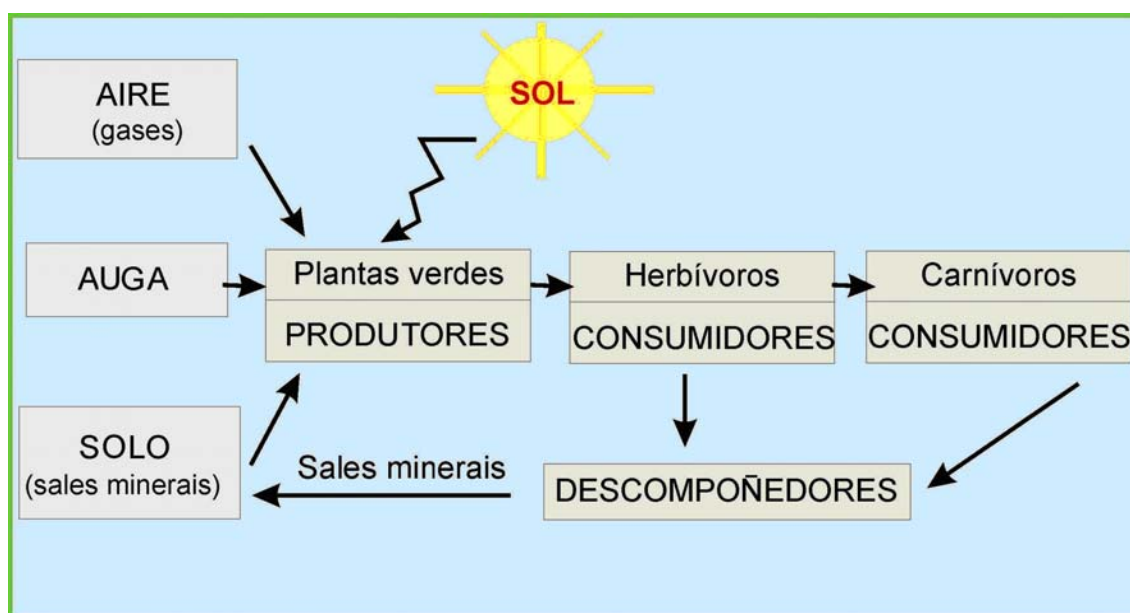 AIRE
(gases)
SOL
AUGA
Plantas verdes
PRODUTORES
Herbívoros
CONSUMIDORES
Carnívoros
CONSUMIDORES
SOLO
(sales minerais)
Sales minerais
DESCOMPOÑEDORES